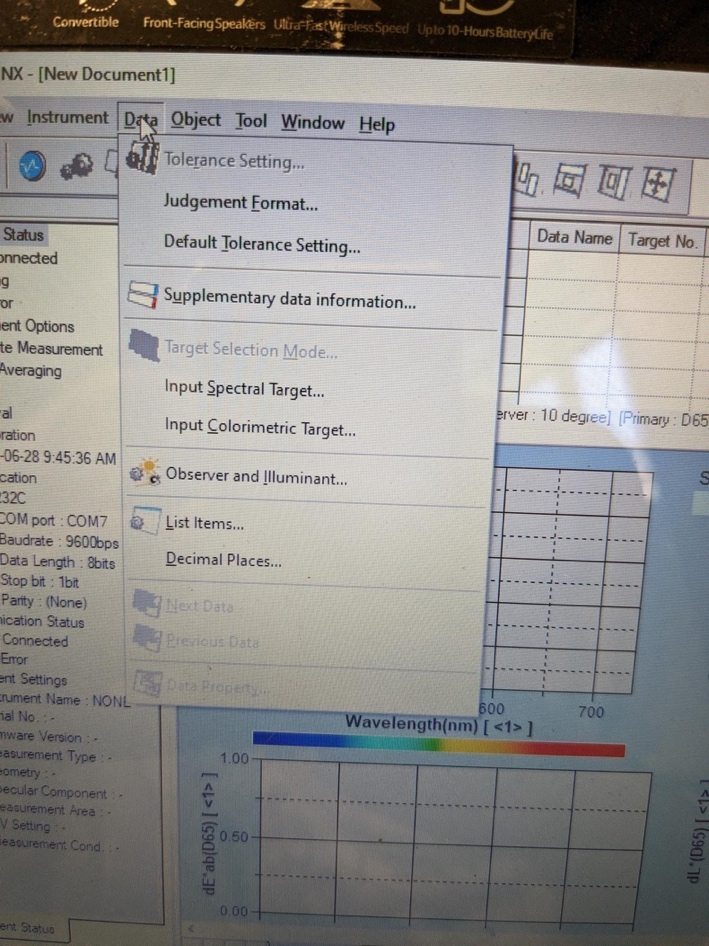 Convertible Front-Facing Speakers Ultra-Fast Wireless Speed Up to 10-Hours Battery Life
NX - [New Document1]
ew Instrument Data Object Tool Window Help
Tolerance Setting...
Judgement Format...
Default Tolerance Setting...
Supplementary data information...
Target Selection Mode...
Input Spectral Target...
Input Colorimetric Target...
Observer and Illuminant...
List Items...
Decimal Places...
Next Data
Previous Data
Data Property...
Data Name Target No.
erver : 10 degree] [Primary : D65
Status
onnected
g
or
ent Options
te Measurement
Averaging
al
ration
-06-28 9:45:36 AM
cation
232C
COM port : COM7
Baudrate : 9600bps
Data Length : 8bits
Stop bit : 1bit
Parity : (None)
nication Status
Connected
Error
ent Settings
trument Name : NONE
ial No. : -
mware Version : -
easurement Type : -
eometry : -
pecular Component : -
easurement Area : -
V Setting : -
easurement Cond. : -
ent Status
600 700
Wavelength(nm) [ <1> ]
1.00
0.50
0.00
dE*ab(D65) [ <1> ]
dL*(D65) [ <1>
S